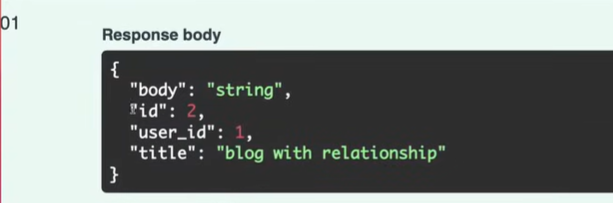 01
Response body
{
"body": "string",
"id": 2,
"user_id": 1,
"title": "blog with relationship"
}